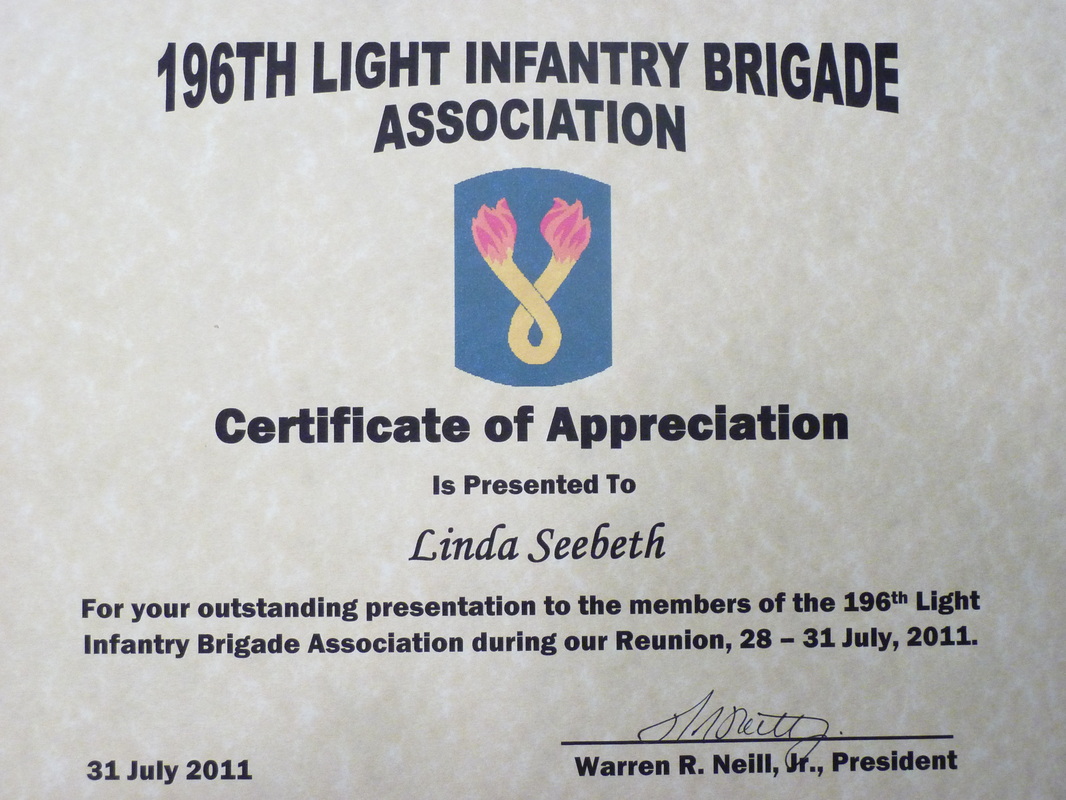 196TH LIGHT INFANTRY BRIGADE
ASSOCIATION
Certificate of Appreciation
Is Presented To
Linda Seebeth
For your outstanding presentation to the members of the 196th Light
Infantry Brigade Association during our Reunion, 28 – 31 July, 2011.
31 July 2011
Warren R. Neill, Jr., President